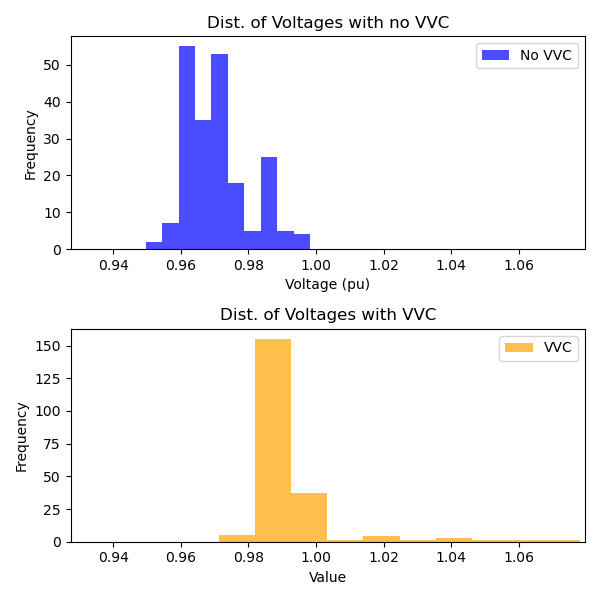 Dist. of Voltages with no VVC
Frequency
50
40
30
20
10
0
No VVC
0.94 0.96 0.98 1.00 1.02 1.04 1.06
Voltage (pu)
Dist. of Voltages with VVC
Frequency
150
125
100
75
50
25
0
VVC
0.94 0.96 0.98 1.00 1.02 1.04 1.06
Value